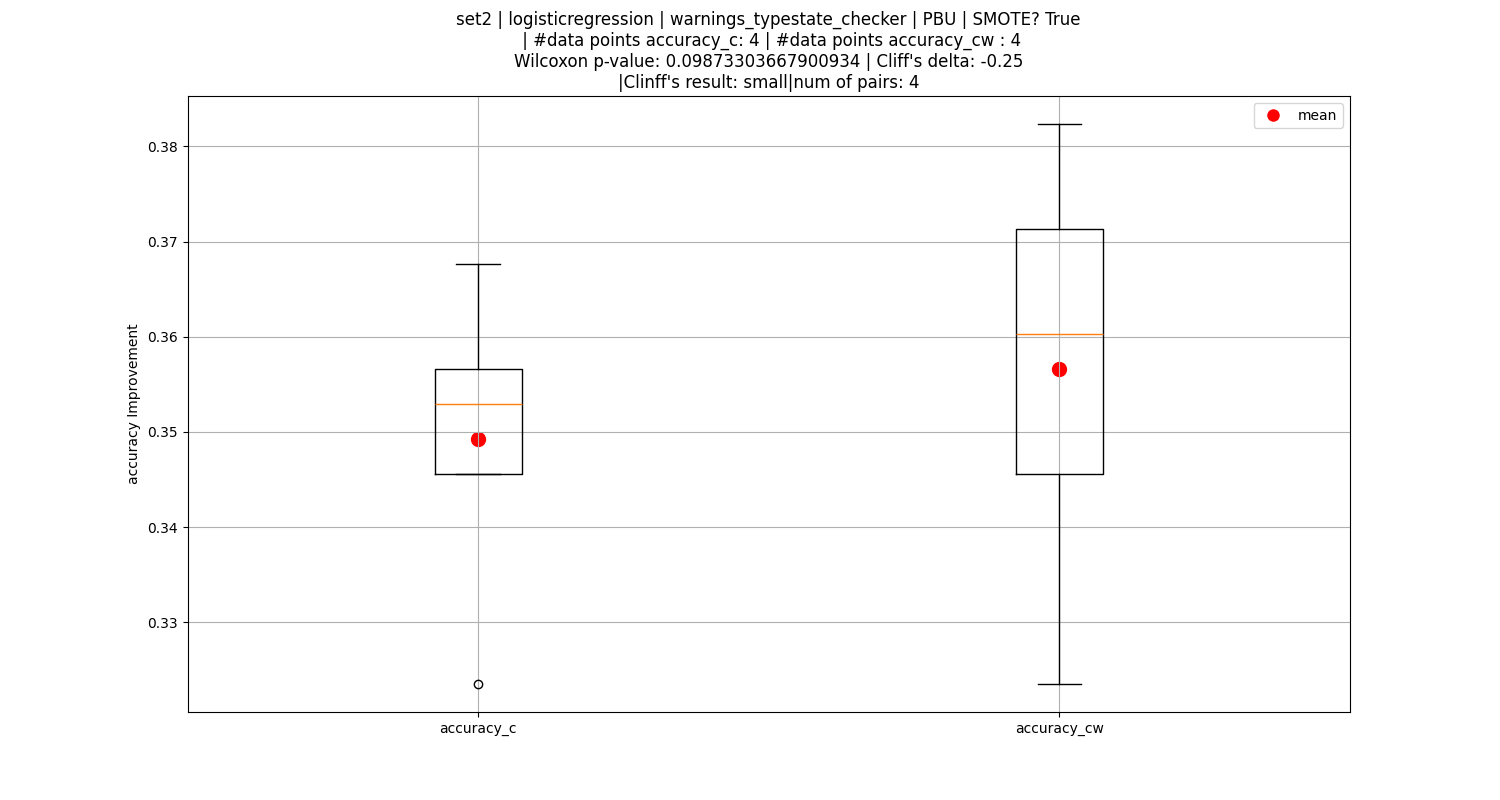 set2 | logisticregression | warnings_typestate_checker | PBU | SMOTE? True
| #data points accuracy_c: 4 | #data points accuracy_cw : 4
Wilcoxon p-value: 0.09873303667900934 | Cliff's delta: -0.25
|Clinff's result: small|num of pairs: 4
mean
0.38
0.37
0.36
0.35
0.34
0.33
accuracy Improvement
accuracy_c
accuracy_cw